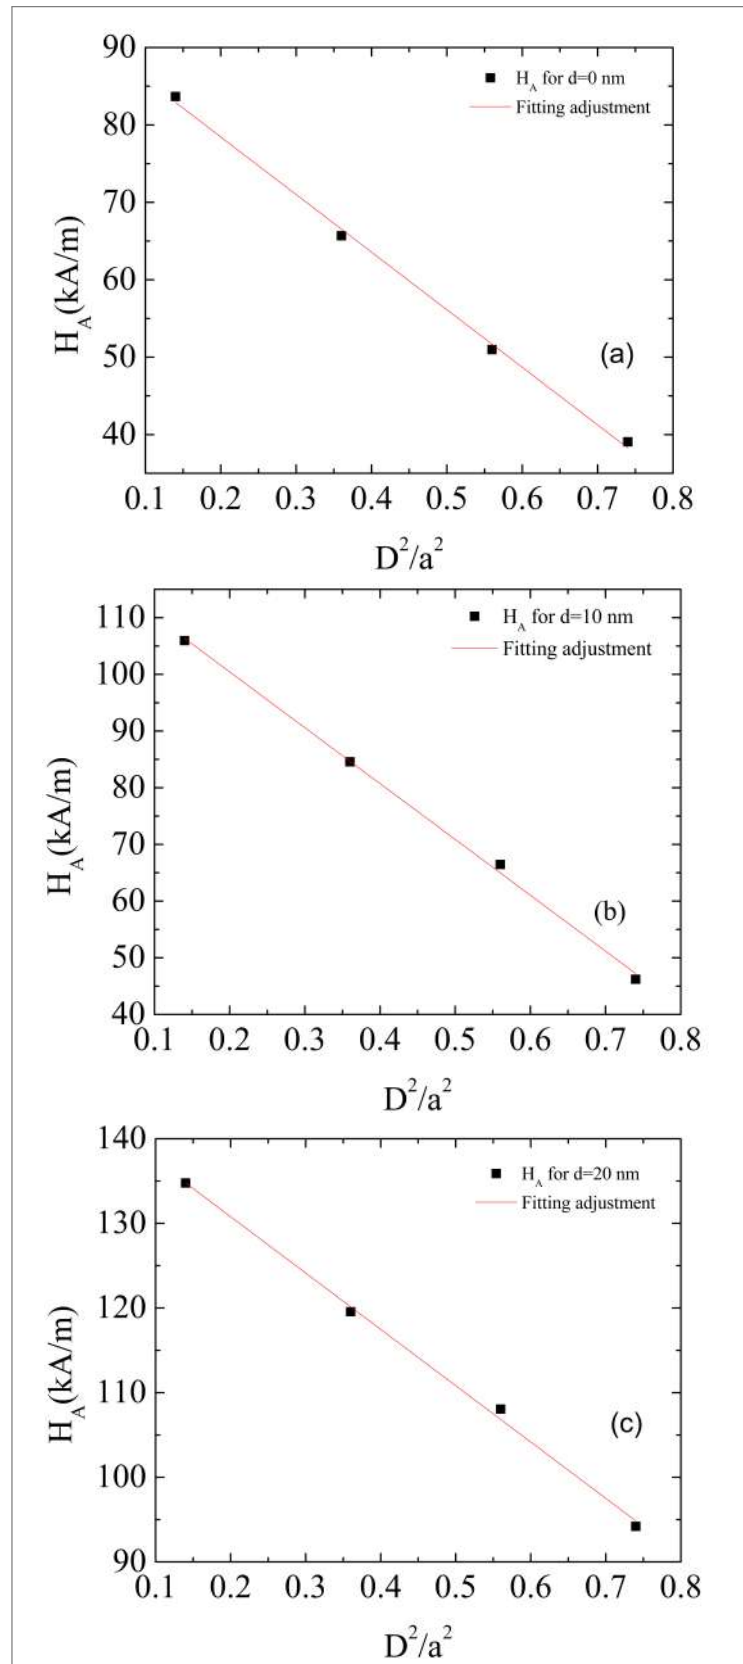 90
80
70
60
50
40
H_A(kA/m)
H_A for d=0 nm
Fitting adjustment
(a)
0.1 0.2 0.3 0.4 0.5 0.6 0.7 0.8
D²/a²
110
100
90
80
70
60
50
40
H_A(kA/m)
H_A for d=10 nm
Fitting adjustment
(b)
0.1 0.2 0.3 0.4 0.5 0.6 0.7 0.8
D²/a²
140
130
120
110
100
90
H_A(kA/m)
H_A for d=20 nm
Fitting adjustment
(c)
0.1 0.2 0.3 0.4 0.5 0.6 0.7 0.8
D²/a²